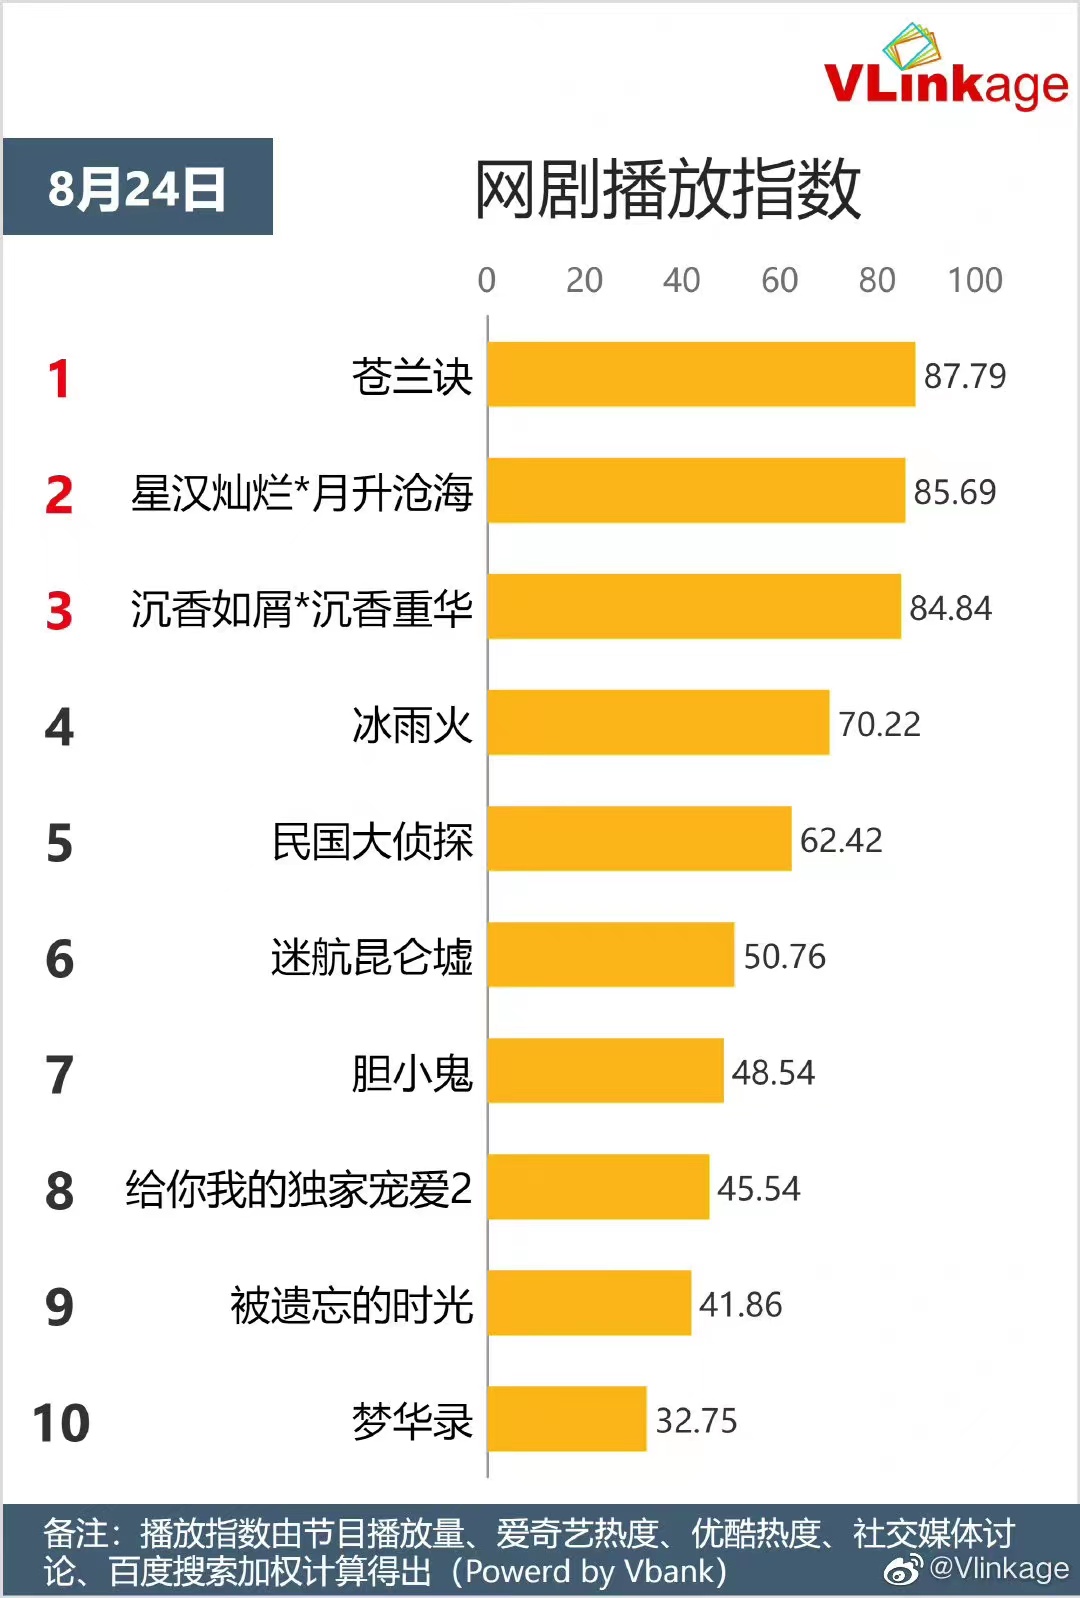 VLinkage
8月24日
网剧播放指数
0 20 40 60 80 100
1 苍兰诀 87.79
2 星汉灿烂*月升沧海 85.69
3 沉香如屑*沉香重华 84.84
4 冰雨火 70.22
5 民国大侦探 62.42
6 迷航昆仑墟 50.76
7 胆小鬼 48.54
8 给你我的独家宠爱2 45.54
9 被遗忘的时光 41.86
10 梦华录 32.75
备注：播放指数由节目播放量、爱奇艺热度、优酷热度、社交媒体讨
论、百度搜索加权计算得出（Powerd by Vbank）
@Vlinkage